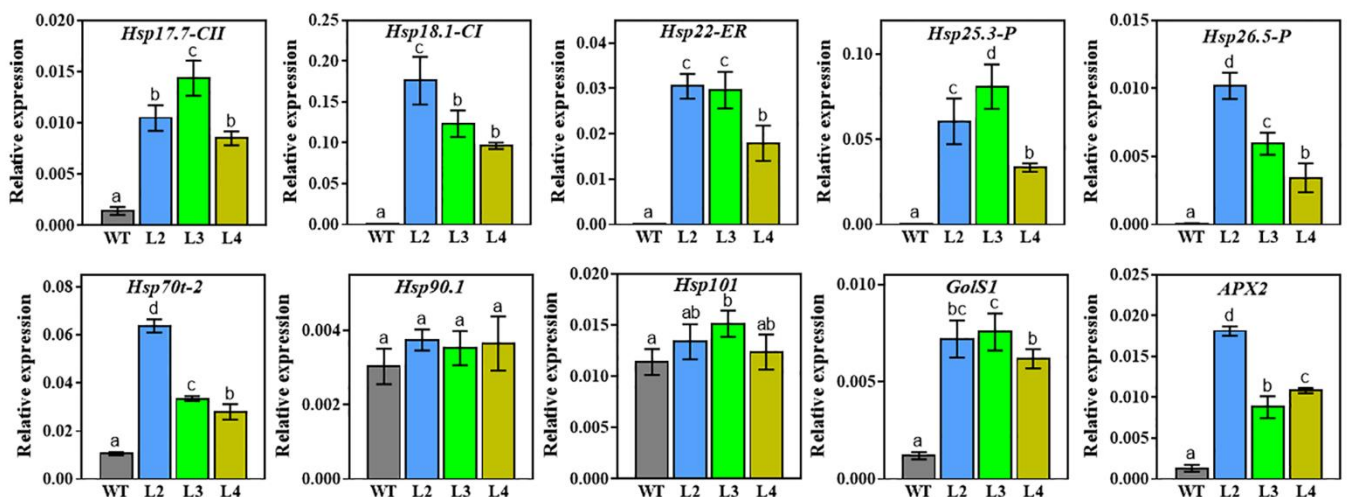 Hsp17.7-CII
Relative expression
0.020
0.015
0.010
0.005
0.000
a
b
c
b
WT L2 L3 L4
Hsp18.1-CI
Relative expression
0.25
0.20
0.15
0.10
0.05
0.00
a
c
b
b
WT L2 L3 L4
Hsp22-ER
Relative expression
0.04
0.03
0.02
0.01
0.00
a
c
c
b
WT L2 L3 L4
Hsp25.3-P
Relative expression
0.10
0.05
0.00
a
c
d
b
WT L2 L3 L4
Hsp26.5-P
Relative expression
0.015
0.010
0.005
0.000
a
d
c
b
WT L2 L3 L4
Hsp70t-2
Relative expression
0.08
0.06
0.04
0.02
0.00
a
d
c
b
WT L2 L3 L4
Hsp90.1
Relative expression
0.004
0.002
0.000
a
a
a
a
WT L2 L3 L4
Hsp101
Relative expression
0.020
0.015
0.010
0.005
0.000
a
ab
b
ab
WT L2 L3 L4
GolS1
Relative expression
0.010
0.005
0.000
a
bc
c
b
WT L2 L3 L4
APX2
Relative expression
0.025
0.020
0.015
0.010
0.005
0.000
a
d
b
c
WT L2 L3 L4